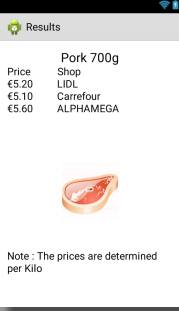 Results
Pork 700g
Price Shop
€5.20 LIDL
€5.10 Carrefour
€5.60 ALPHAMEGA
Note : The prices are determined
per Kilo